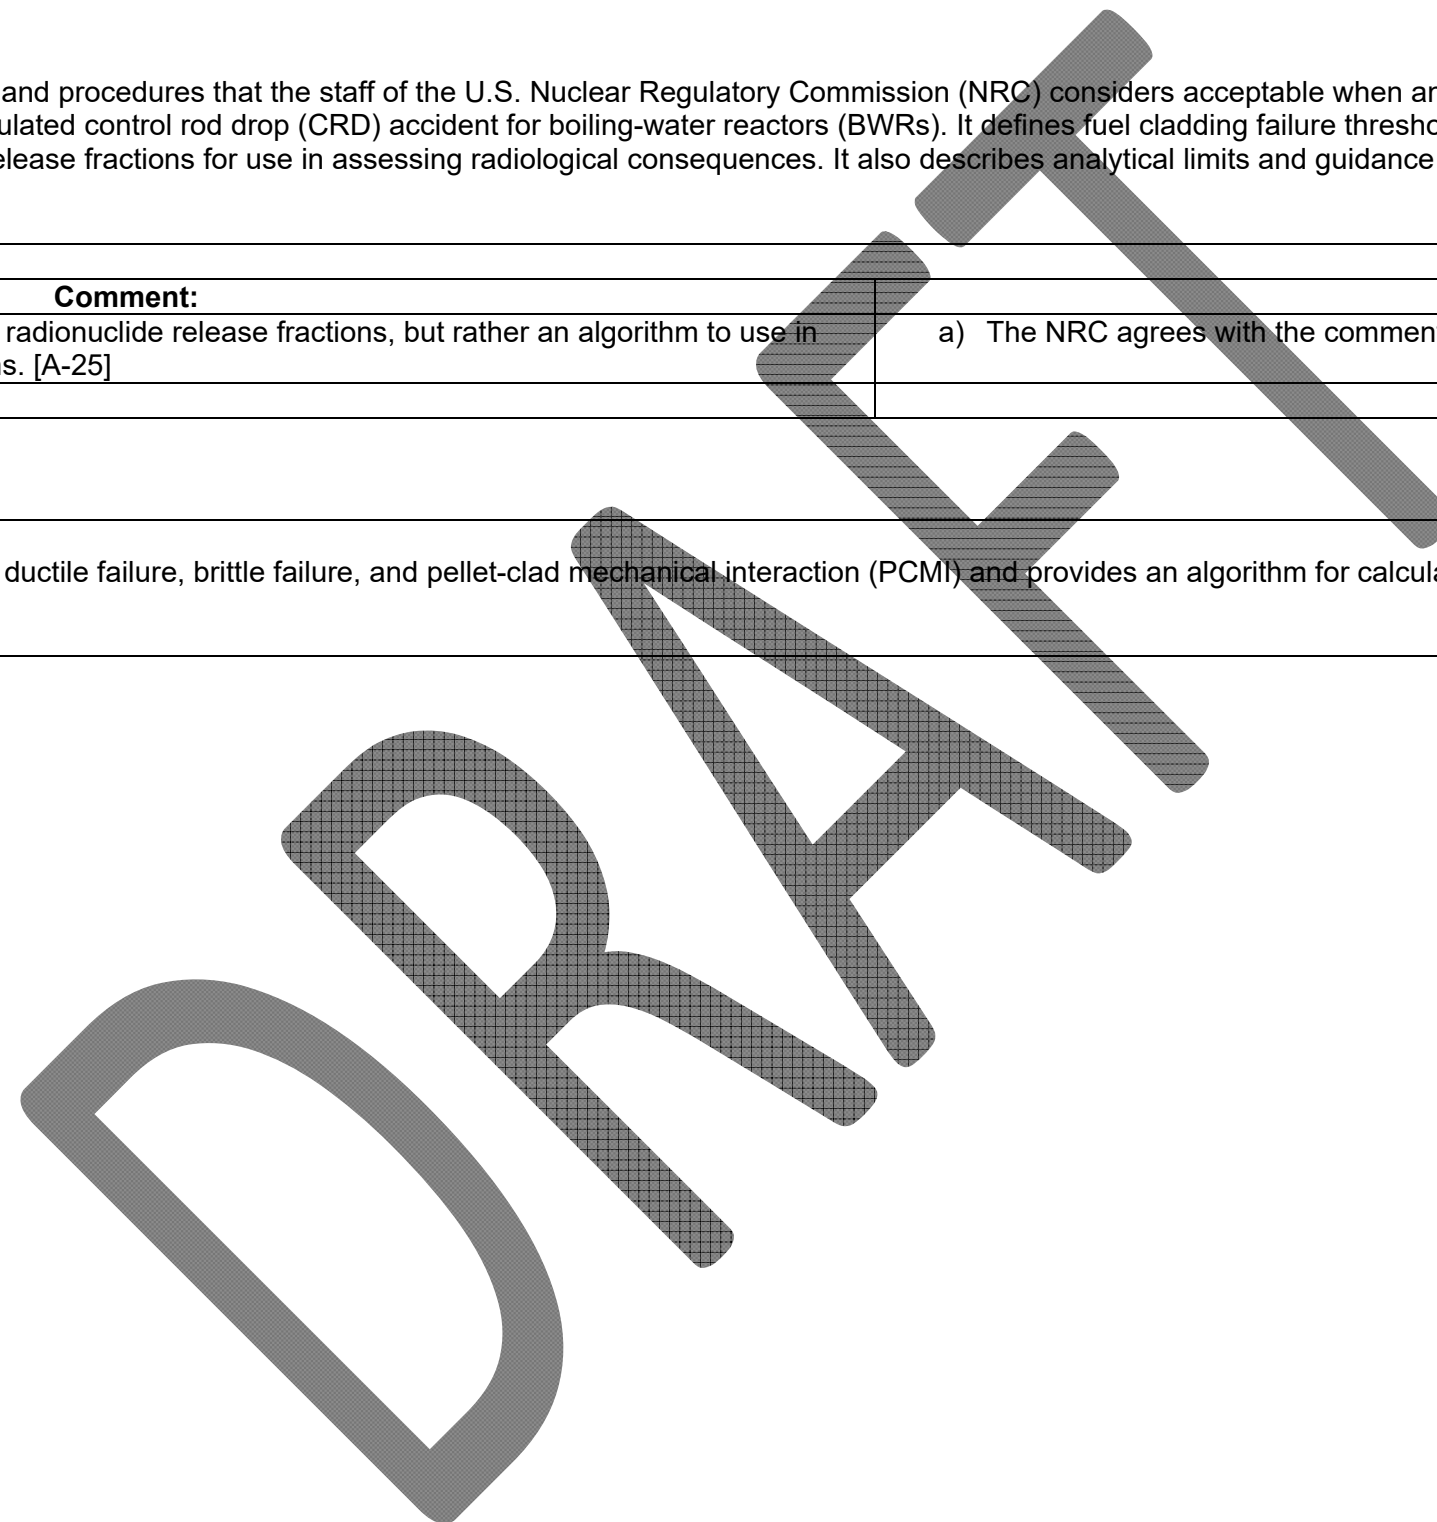 and procedures that the staff of the U.S. Nuclear Regulatory Commission (NRC) considers acceptable when an
ulated control rod drop (CRD) accident for boiling-water reactors (BWRs). It defines fuel cladding failure thresho
elease fractions for use in assessing radiological consequences. It also describes analytical limits and guidance
Comment:
radionuclide release fractions, but rather an algorithm to use in
s. [A-25]
a) The NRC agrees with the comment
ductile failure, brittle failure, and pellet-clad mechanical interaction (PCMI) and provides an algorithm for calcula
DRAFT